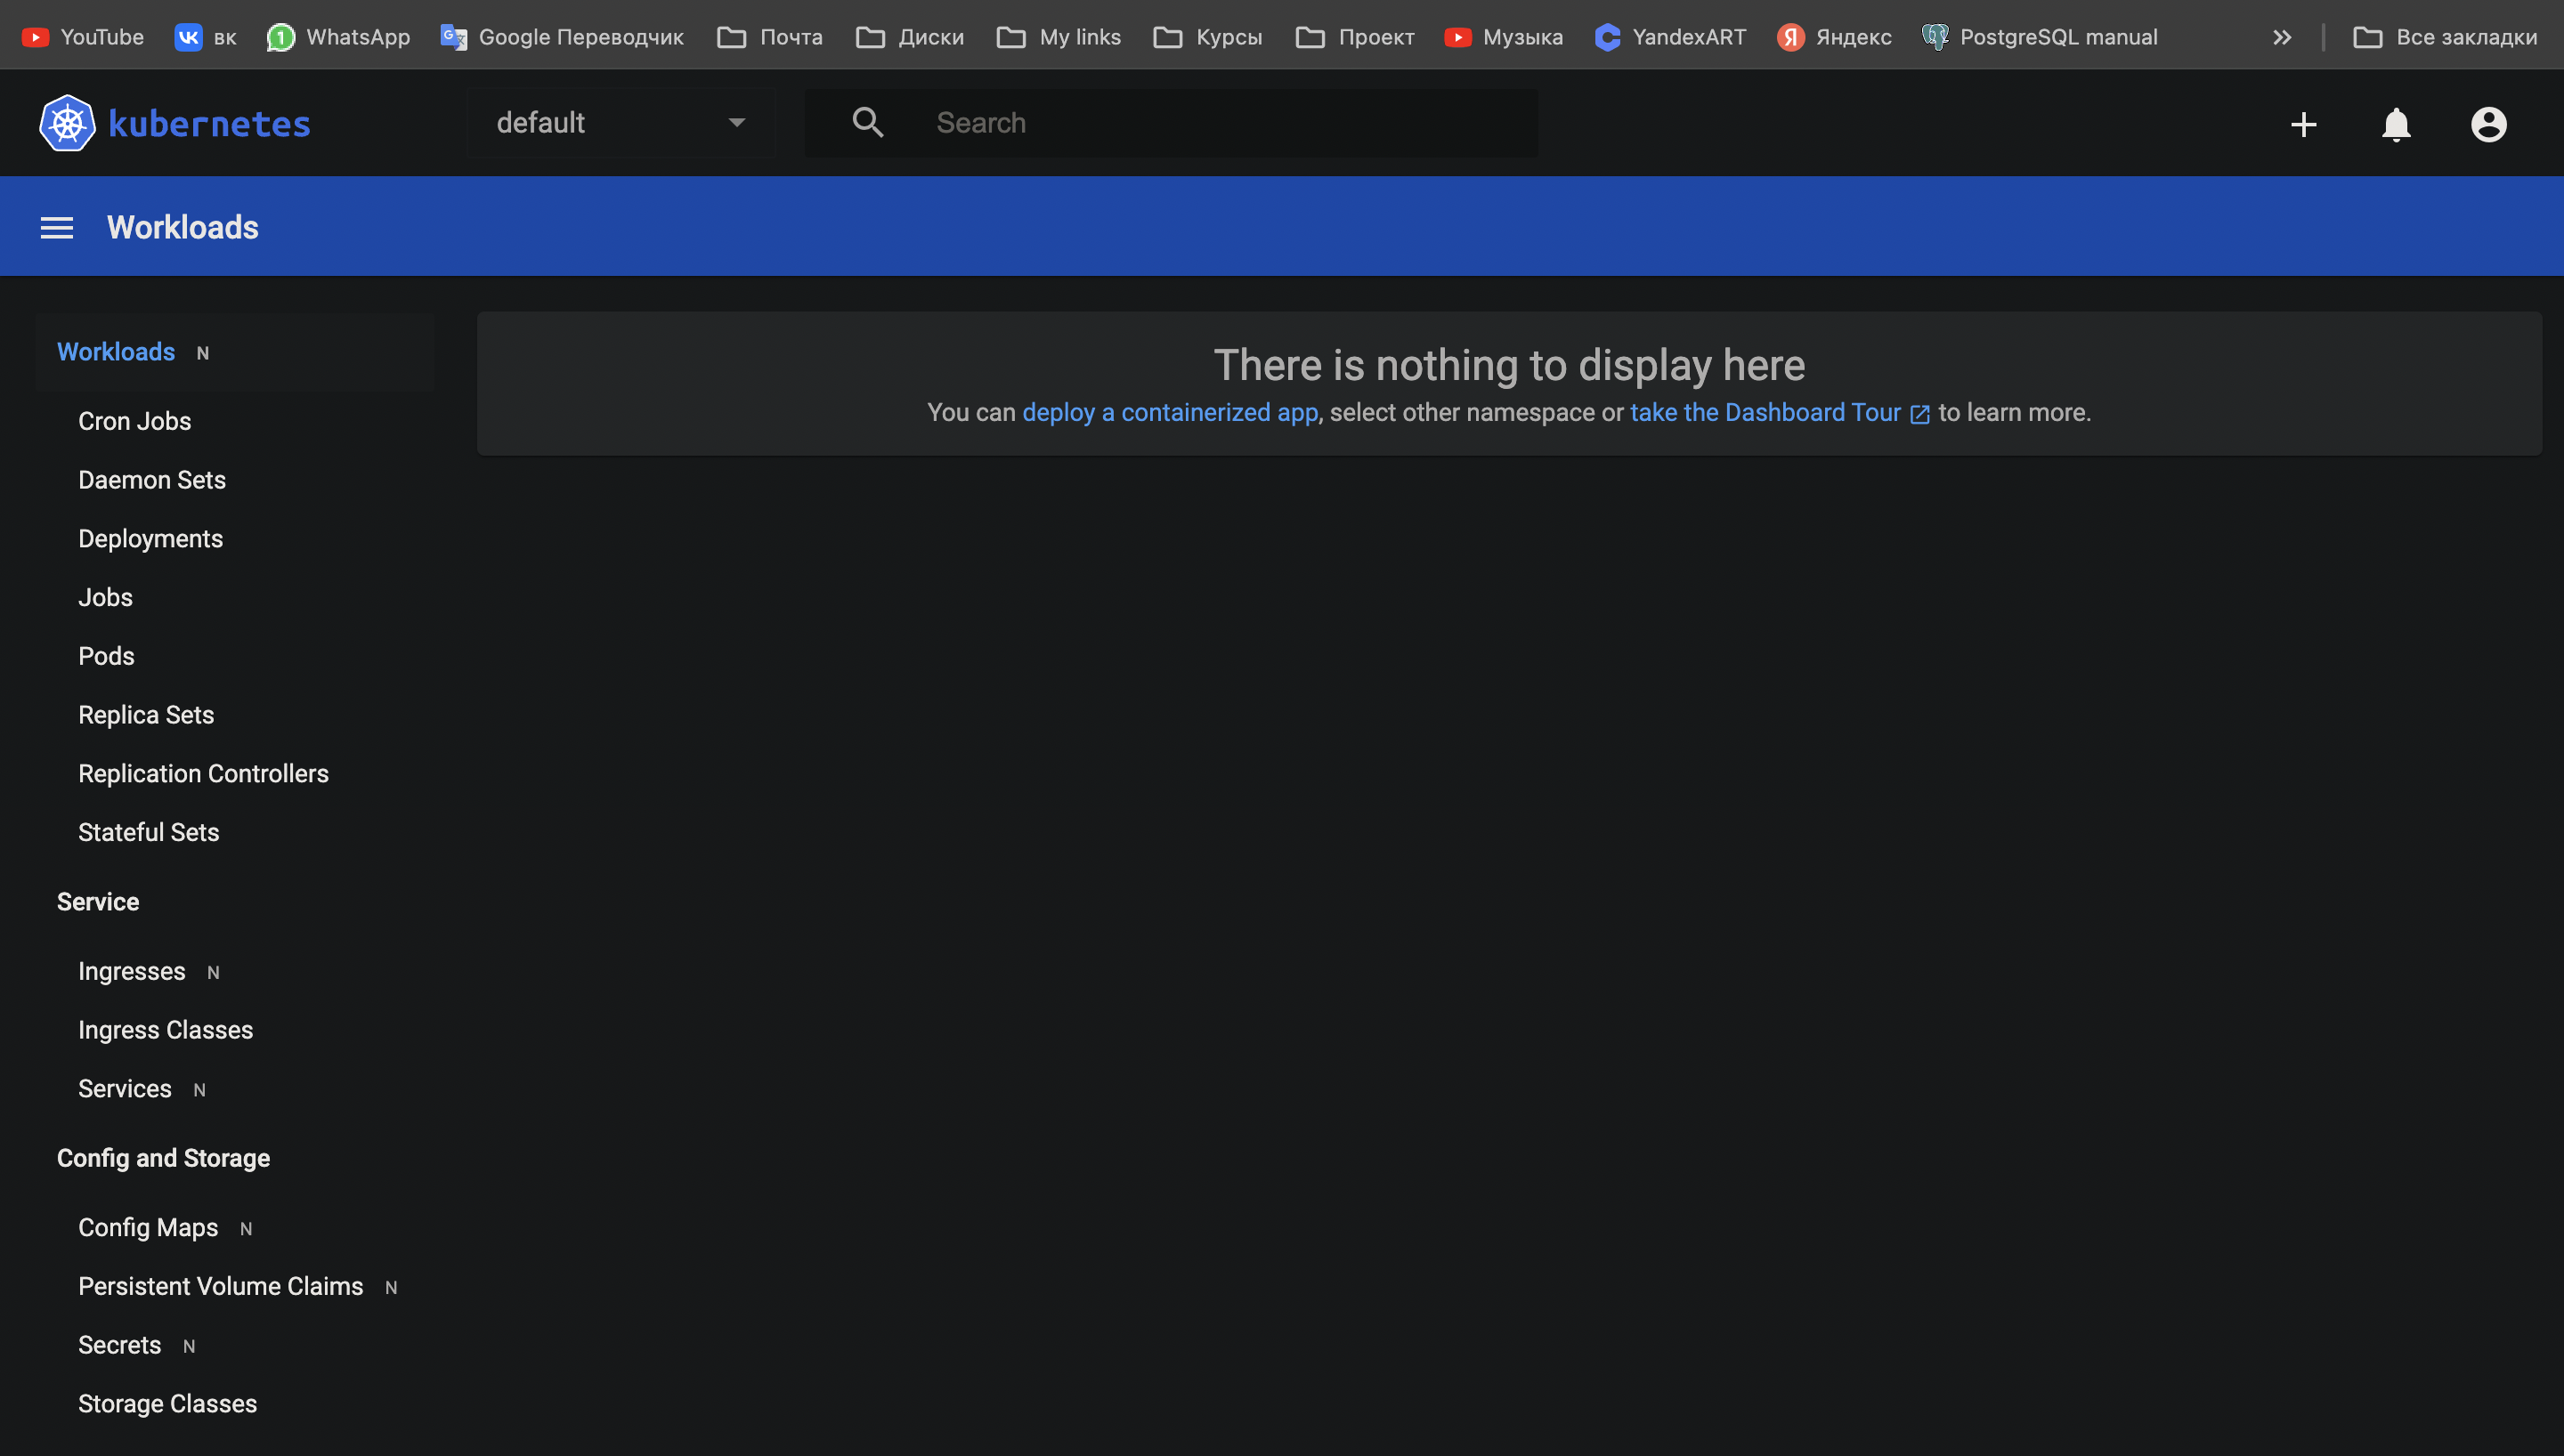 YouTube вк WhatsApp Google Переводчик Почта Диски My links Курсы Проект Музыка YandexART Яндекс PostgreSQL manual » Все закладки
kubernetes default Search
Workloads
Workloads N
Cron Jobs
Daemon Sets
Deployments
Jobs
Pods
Replica Sets
Replication Controllers
Stateful Sets
Service
Ingresses N
Ingress Classes
Services N
Config and Storage
Config Maps N
Persistent Volume Claims N
Secrets N
Storage Classes
There is nothing to display here
You can deploy a containerized app, select other namespace or take the Dashboard Tour to learn more.